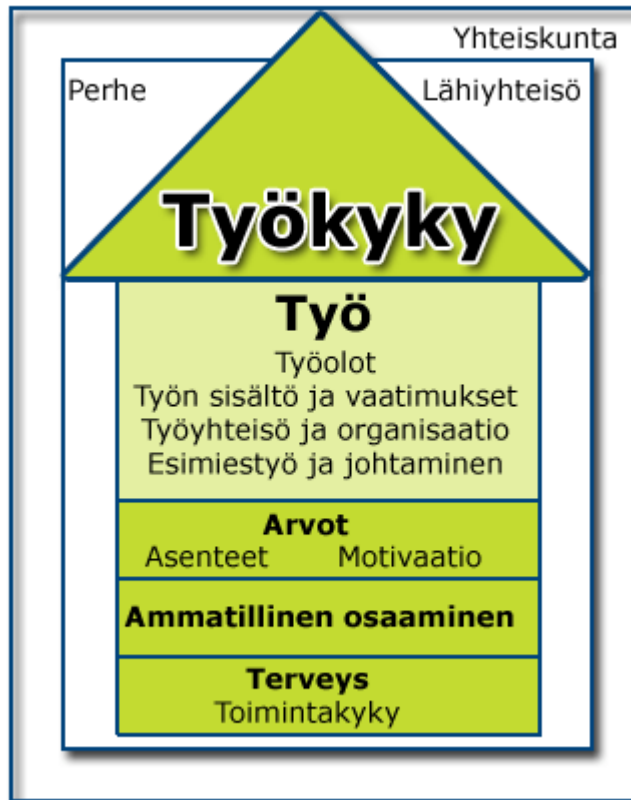 Yhteiskunta
Perhe Lähiyhteisö
Työkyky
Työ
Työolot
Työn sisältö ja vaatimukset
Työyhteisö ja organisaatio
Esimiestyö ja johtaminen
Arvot
Asenteet Motivaatio
Ammatillinen osaaminen
Terveys
Toimintakyky